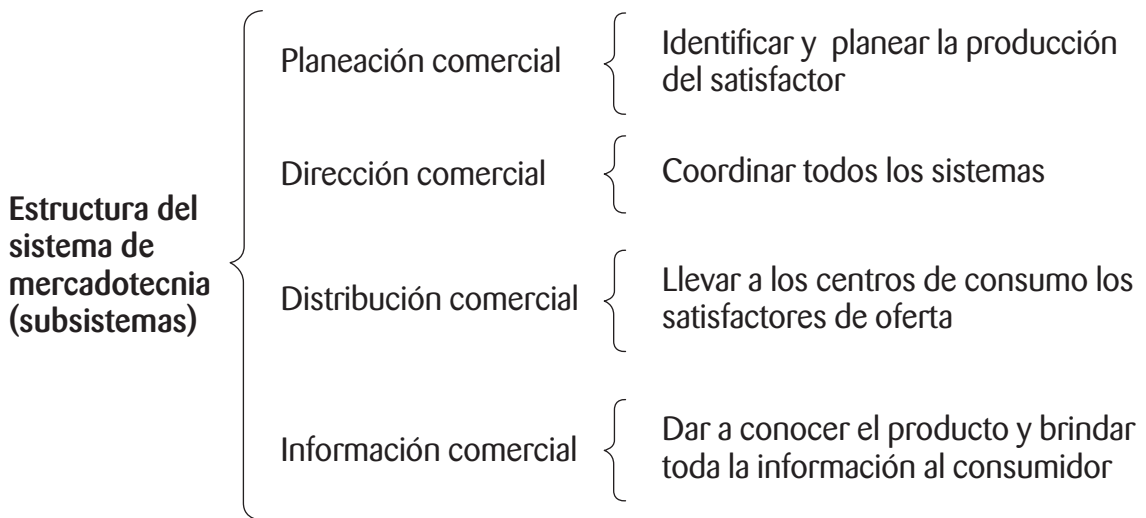 Estructura del
sistema de
mercadotecnia
(subsistemas)
Planeación comercial
Identificar y planear la producción
del satisfactor
Dirección comercial
Coordinar todos los sistemas
Distribución comercial
Llevar a los centros de consumo los
satisfactores de oferta
Información comercial
Dar a conocer el producto y brindar
toda la información al consumidor